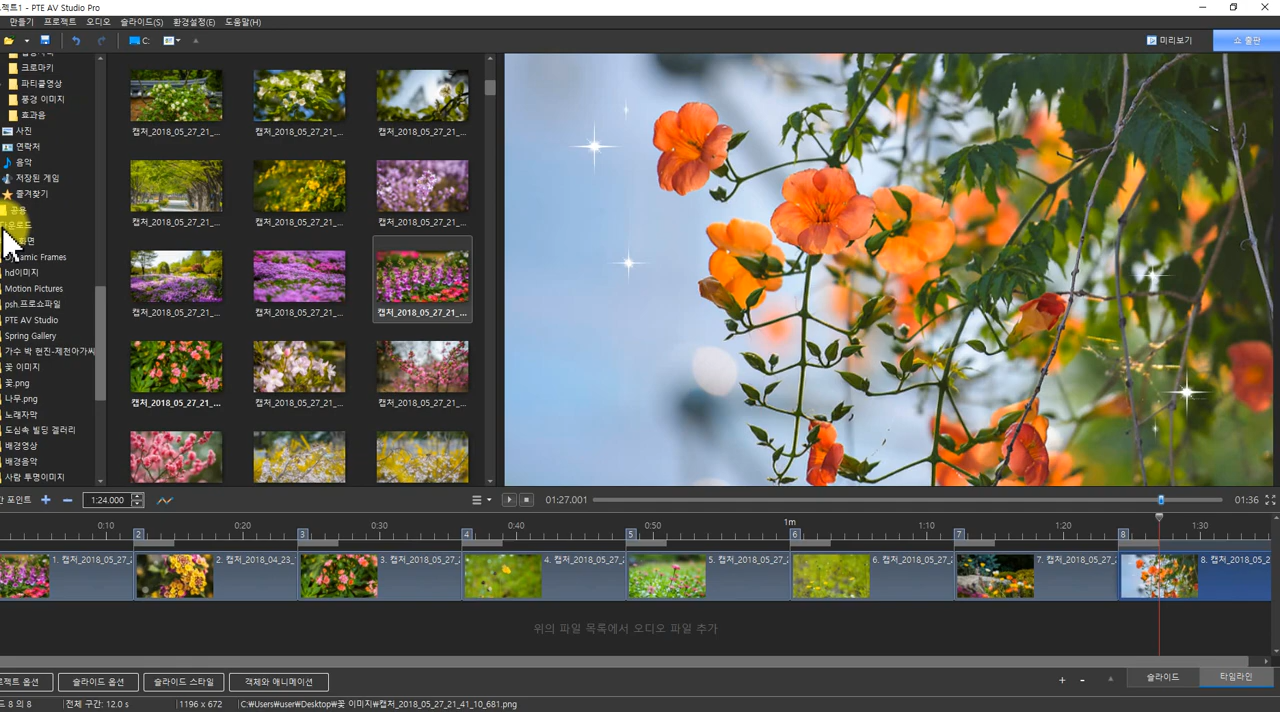 젝트1 - PTE AV Studio Pro
만들기 프로젝트 오디오 슬라이드(S) 환경설정(E) 도움말(H)
C:
미리보기
쇼 출판
크로마키
파티클영상
풍경 이미지
효과음
사진
연락처
음악
저장된 게임
즐겨찾기
공용
다운로드
화면
Dynamic Frames
hd이미지
Motion Pictures
psh.프로쇼파일
PTE AV Studio
Spring Gallery
가수 박 현진-제천아가씨
꽃 이미지
꽃.png
나무.png
노래자막
도심속 빌딩 갤러리
배경영상
배경음악
사람 투명이미지
캡처_2018_05_27_21_... 캡처_2018_05_27_21_... 캡처_2018_05_27_21_...
캡처_2018_05_27_21_... 캡처_2018_05_27_21_... 캡처_2018_05_27_21_...
캡처_2018_05_27_21_... 캡처_2018_05_27_21_... 캡처_2018_05_27_21_...
캡처_2018_05_27_21_... 캡처_2018_05_27_21_... 캡처_2018_05_27_21_...
간 포인트 1:24.000 01:27.001 01:36
0:10 0:20 0:30 0:40 0:50 1m 1:10 1:20 1:30
2 3 4 5 6 7 8
1. 캡처_2018_05_27_ 2. 캡처_2018_04_23_ 3. 캡처_2018_05_27_ 4. 캡처_2018_05_27_ 5. 캡처_2018_05_27_ 6. 캡처_2018_05_27_ 7. 캡처_2018_05_27_ 8. 캡처_2018_05_2
위의 파일 목록에서 오디오 파일 추가
로젝트 옵션 슬라이드 옵션 슬라이드 스타일 객체와 애니메이션
+ - 슬라이드 타임라인
드 8 의 8 전체 구간: 12.0 s 1196 x 672 C:₩Users₩user₩Desktop₩꽃 이미지₩캡처_2018_05_27_21_41_10_681.png